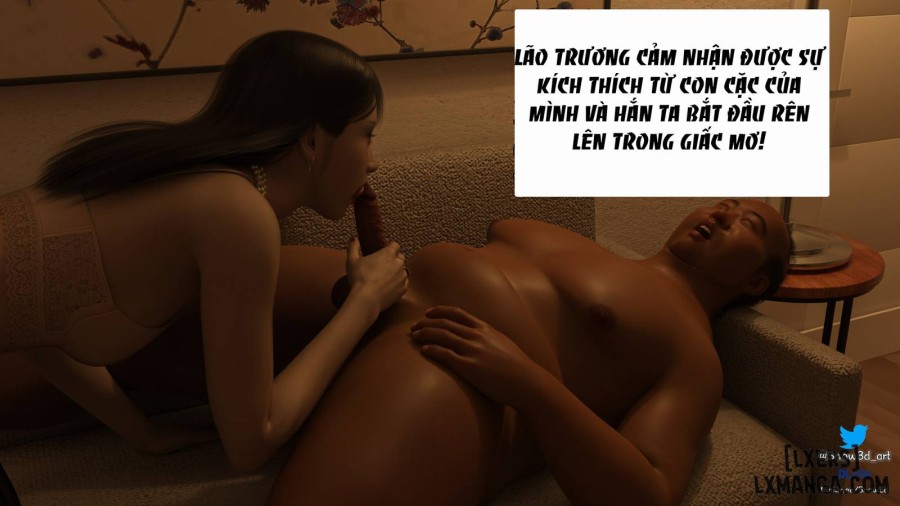 LÃO TRƯƠNG CẢM NHẬN ĐƯỢC SỰ
KÍCH THÍCH TỪ CON CẶC CỦA
MÌNH VÀ HẮN TA BẮT ĐẦU RÊN
LÊN TRONG GIẤC MƠ!
[LXERS]
LXMANGA.COM